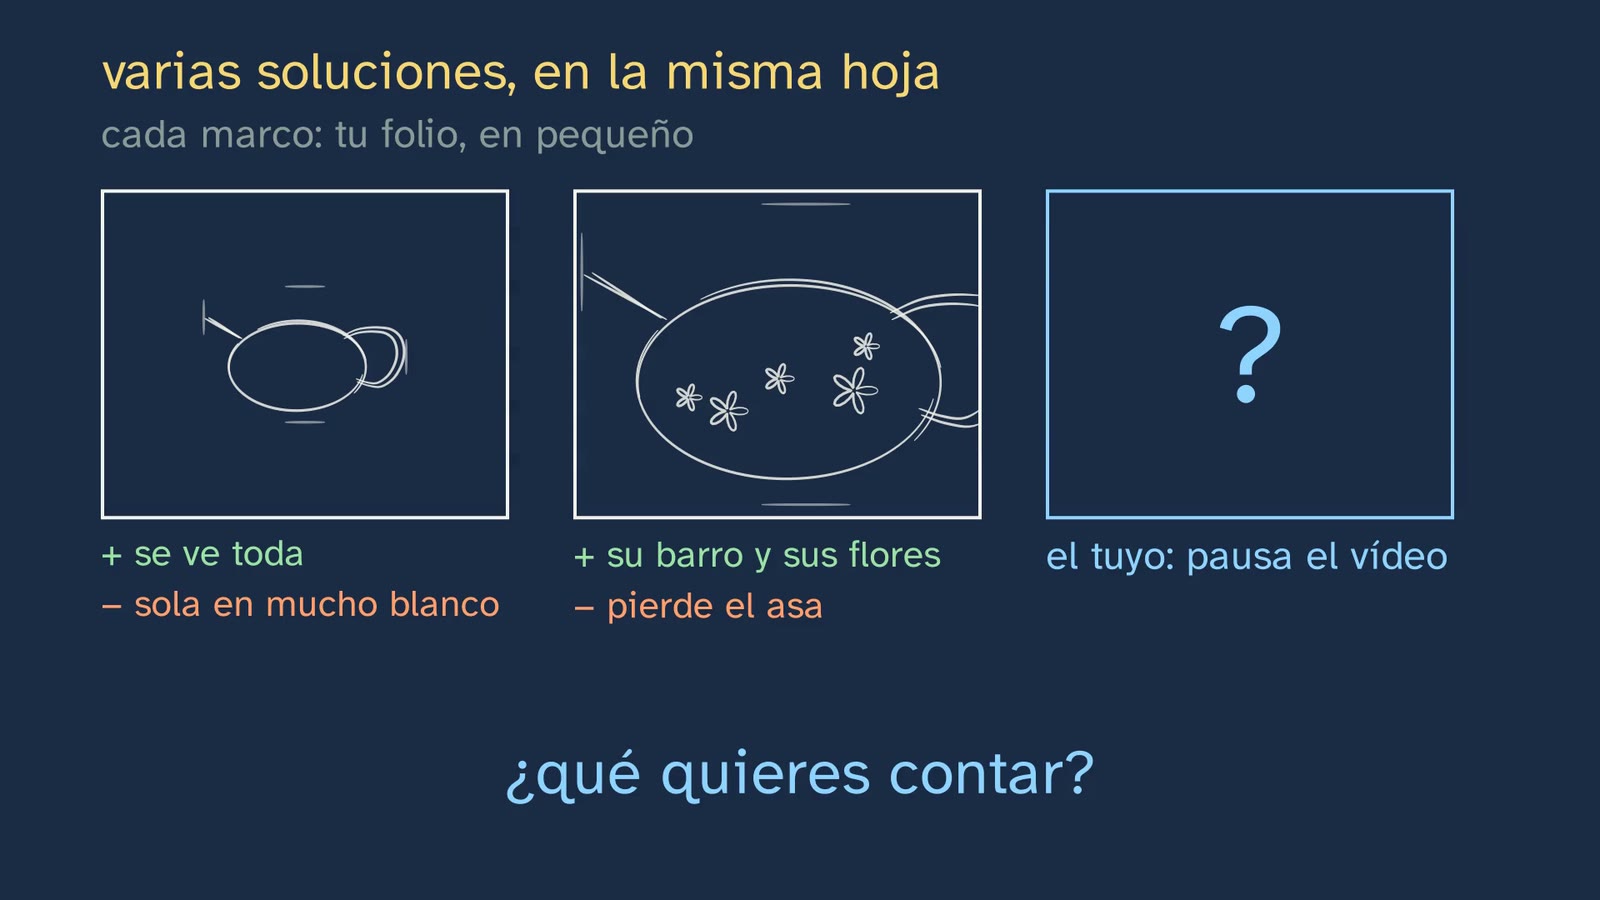 varias soluciones, en la misma hoja
cada marco: tu folio, en pequeño
?
+ se ve toda
– sola en mucho blanco
+ su barro y sus flores
– pierde el asa
el tuyo: pausa el vídeo
¿qué quieres contar?